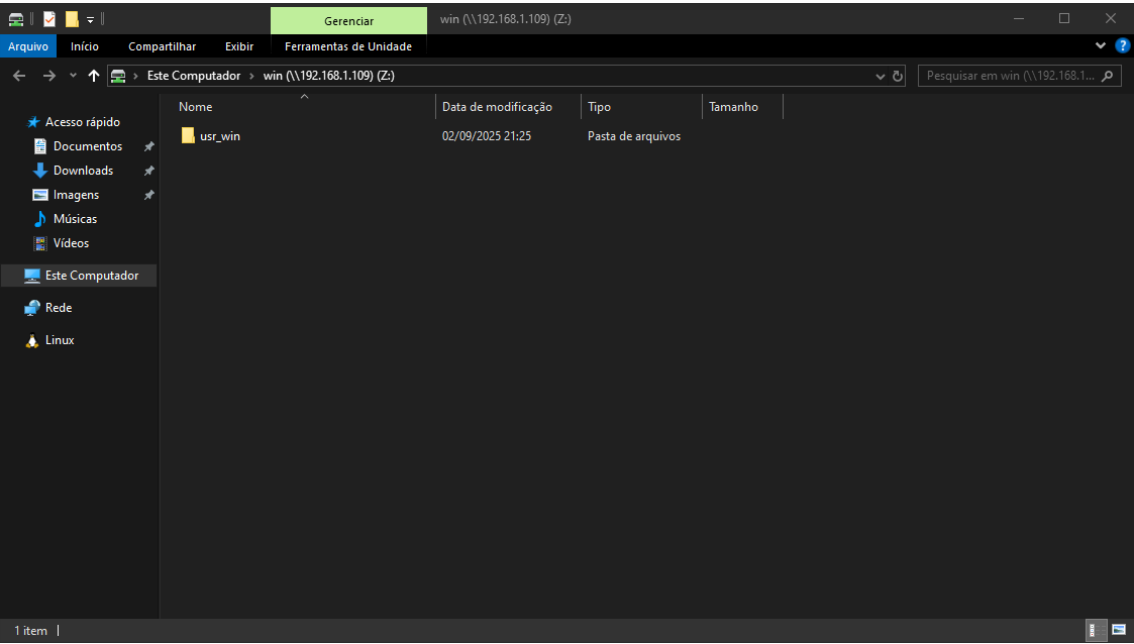 Gerenciar win (\\192.168.1.109) (Z:)
Arquivo Início Compartilhar Exibir Ferramentas de Unidade
Este Computador win (\\192.168.1.109) (Z:) Pesquisar em win (\\192.168.1...
Nome Data de modificação Tipo Tamanho
Acesso rápido
usr_win 02/09/2025 21:25 Pasta de arquivos
Documentos
Downloads
Imagens
Músicas
Vídeos
Este Computador
Rede
Linux
1 item